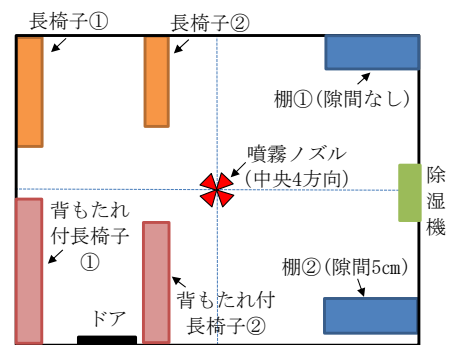 長椅子①
長椅子②
棚①(隙間なし)
噴霧ノズル
(中央4方向)
除
湿
機
背もたれ
付長椅子
①
棚②(隙間5㎝)
背もたれ付
長椅子②
ドア